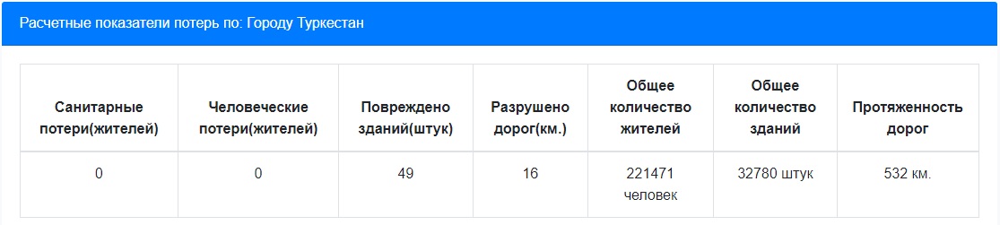 Расчетные показатели потерь по: Городу Туркестан
Санитарные
потери(жителей)
Человеческие
потери(жителей)
Повреждено
зданий(штук)
Разрушено
дорог(км.)
Общее
количество
жителей
Общее
количество
зданий
Протяженность
дорог
0
0
49
16
221471
человек
32780 штук
532 км.